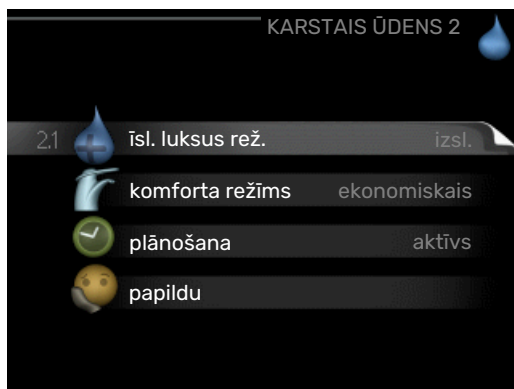 KARSTAIS ŪDENS 2
2.1 īsl. luksus rež. izsl.
komforta režīms ekonomiskais
plānošana aktīvs
papildu